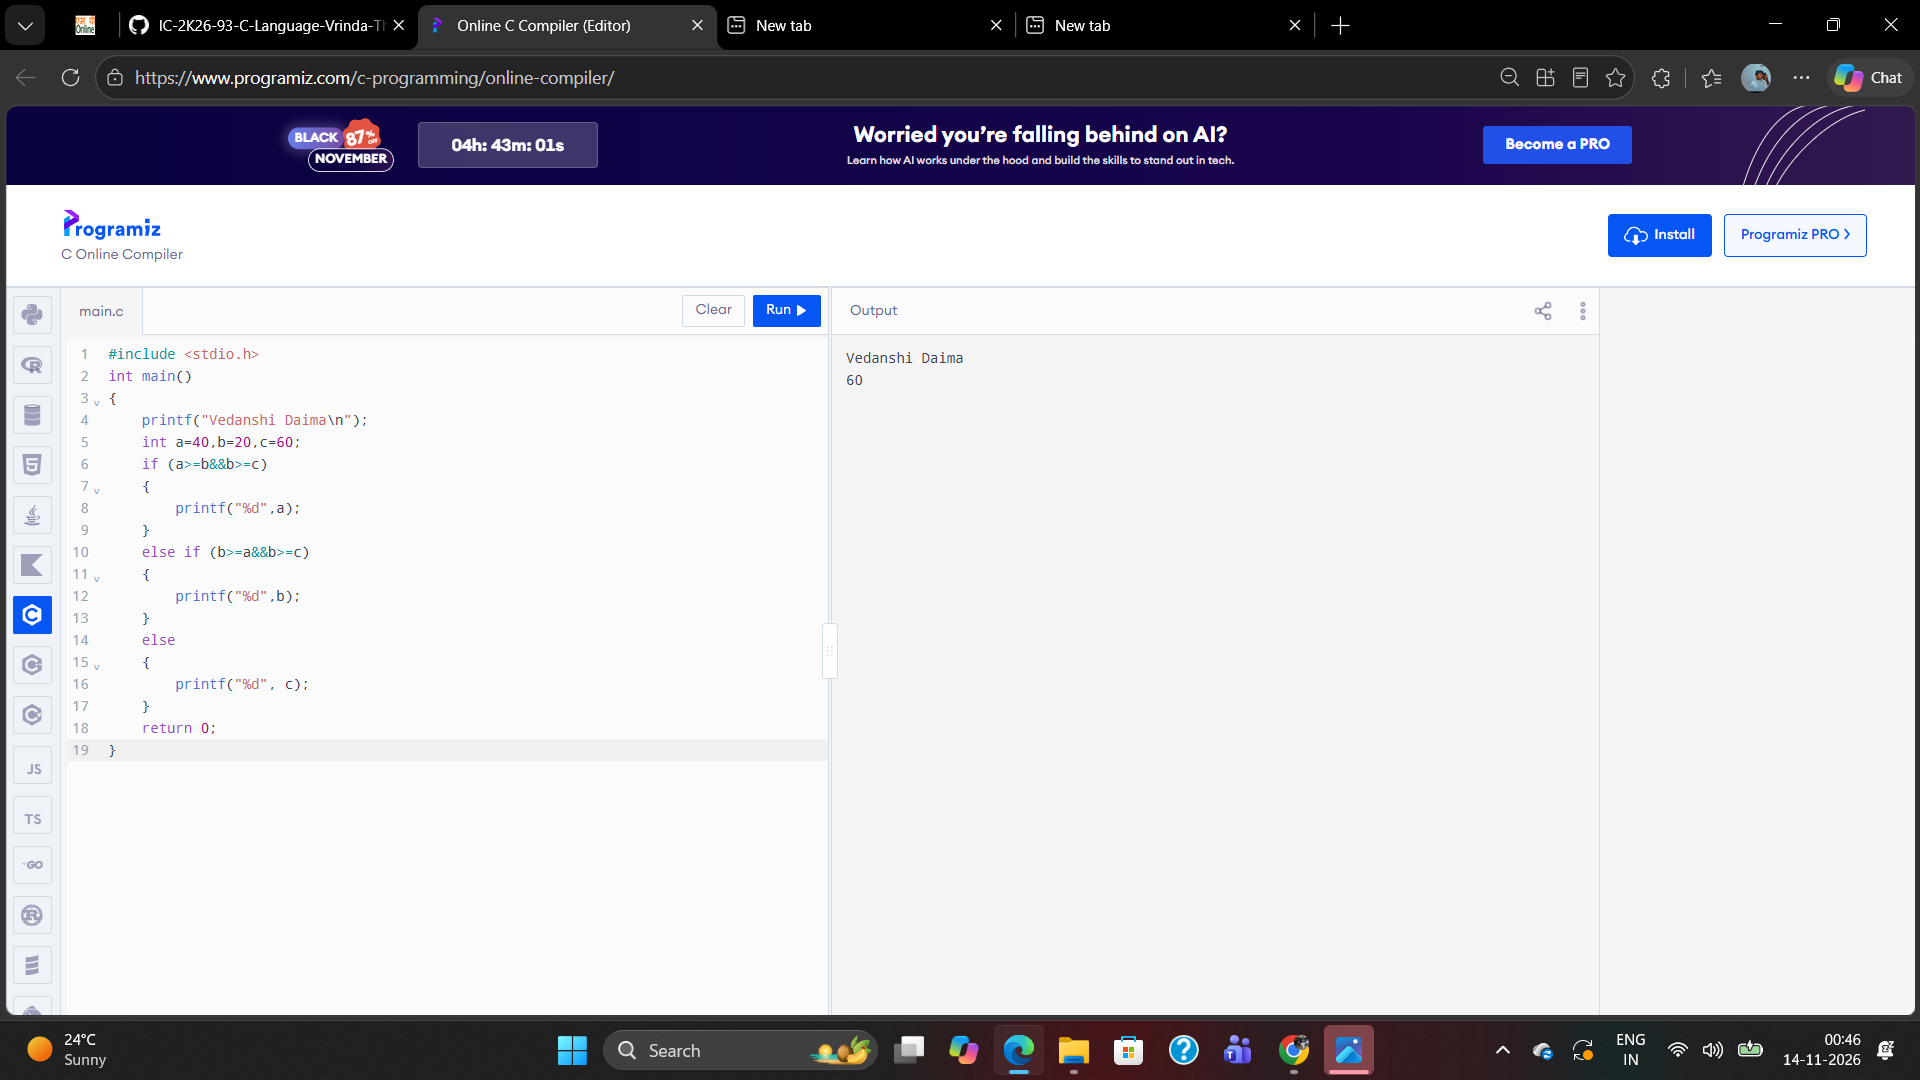 IC-2K26-93-C-Language-Vrinda-Th
Online C Compiler (Editor)
New tab
New tab
https://www.programiz.com/c-programming/online-compiler/
Chat
BLACK 87% OFF
NOVEMBER
04h: 43m: 01s
Worried you're falling behind on AI?
Learn how AI works under the hood and build the skills to stand out in tech.
Become a PRO
Programiz
C Online Compiler
Install
Programiz PRO >
main.c
Clear
Run
Output
1 #include <stdio.h>
2 int main()
3 {
4     printf("Vedanshi Daima\n");
5     int a=40,b=20,c=60;
6     if (a>=b&&b>=c)
7     {
8         printf("%d",a);
9     }
10     else if (b>=a&&b>=c)
11     {
12         printf("%d",b);
13     }
14     else
15     {
16         printf("%d", c);
17     }
18     return 0;
19 }
Vedanshi Daima
60
JS
TS
GO
24°C
Sunny
Search
ENG
IN
00:46
14-11-2026